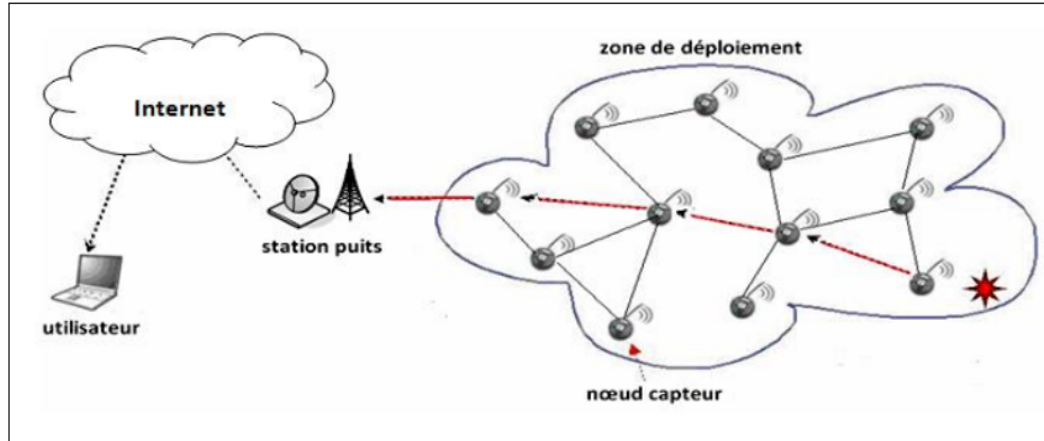 zone de déploiement
Internet
station puits
utilisateur
nœud capteur